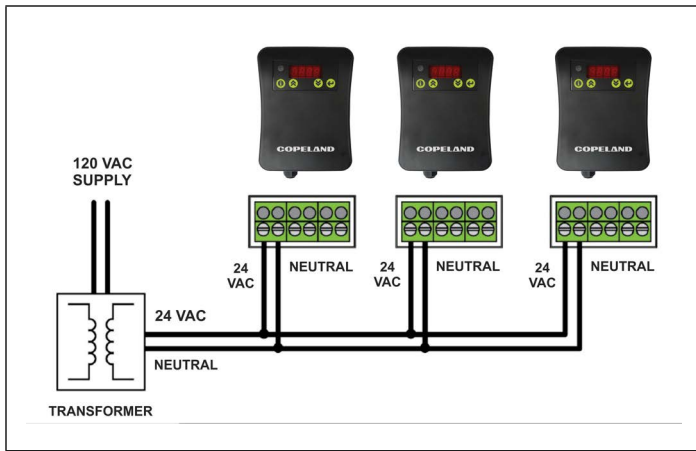 COPELAND
COPELAND
COPELAND
120 VAC
SUPPLY
24
VAC
NEUTRAL
24
VAC
NEUTRAL
24
VAC
NEUTRAL
24 VAC
NEUTRAL
TRANSFORMER